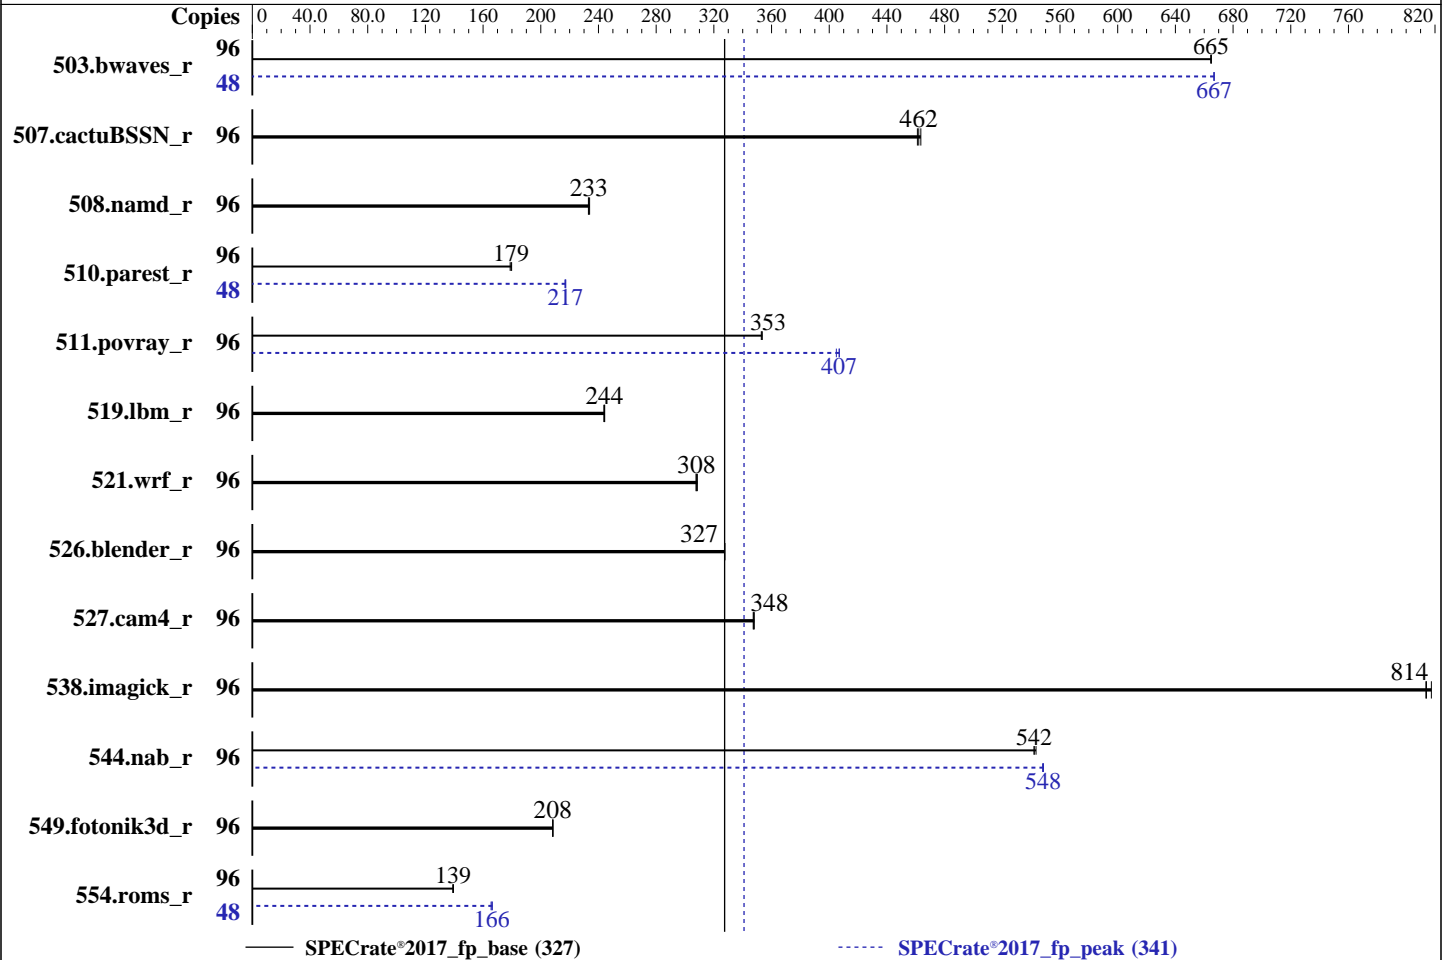 Copies 0 40.0 80.0 120 160 200 240 280 320 360 400 440 480 520 560 600 640 680 720 760 820
503.bwaves_r 96 665
48 667
507.cactuBSSN_r 96 462
508.namd_r 96 233
510.parest_r 96 179
48 217
511.povray_r 96 353
407
519.lbm_r 96 244
521.wrf_r 96 308
526.blender_r 96 327
527.cam4_r 96 348
538.imagick_r 96 814
544.nab_r 96 542
548
549.fotonik3d_r 96 208
554.roms_r 96 139
48 166
SPECrate®2017_fp_base (327) SPECrate®2017_fp_peak (341)